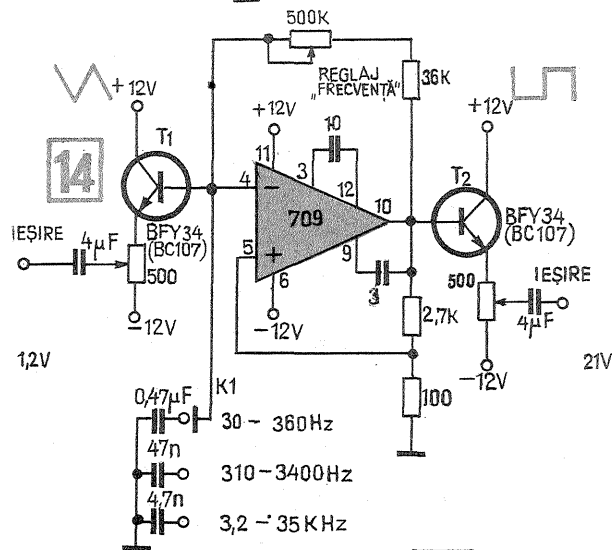 500K
REGLAJ
„FRECVENȚĂ”
36K
+12V
T1
14
BFY34
(BC107)
IEȘIRE
4µF
500
-12V
1,2V
+12V
11
10
3
12
4
-
709
10
5
+
6
9
-12V
3
2,7K
100
+12V
T2
BFY34
(BC107)
500
IEȘIRE
4µF
-12V
21V
K1
0,47µF
30-360Hz
47n
310-3400Hz
4,7n
3,2-35KHz